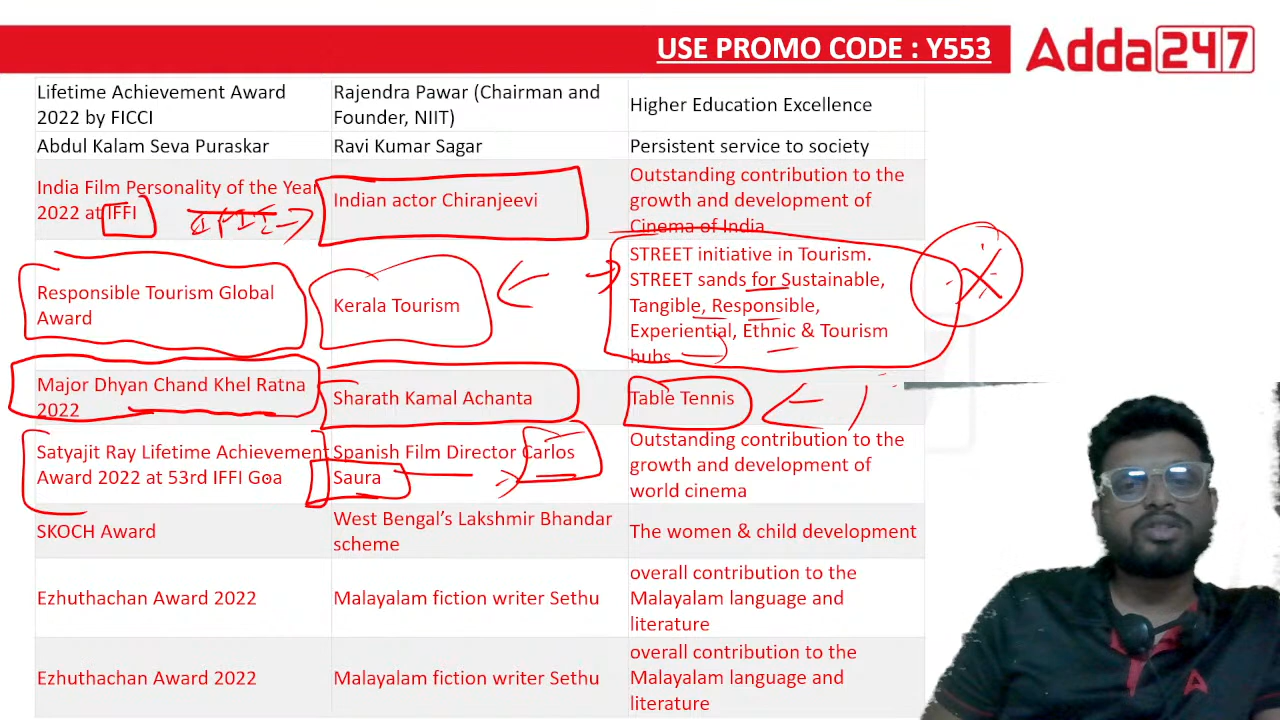 USE PROMO CODE : Y553
Adda247
Lifetime Achievement Award
2022 by FICCI
Rajendra Pawar (Chairman and
Founder, NIIT)
Higher Education Excellence
Abdul Kalam Seva Puraskar
Ravi Kumar Sagar
Persistent service to society
India Film Personality of the Year
2022 at IFFI
Indian actor Chiranjeevi
Outstanding contribution to the
growth and development of
Cinema of India
Responsible Tourism Global
Award
Kerala Tourism
STREET initiative in Tourism.
STREET sands for Sustainable,
Tangible, Responsible,
Experiential, Ethnic & Tourism
hubs
Major Dhyan Chand Khel Ratna
2022
Sharath Kamal Achanta
Table Tennis
Satyajit Ray Lifetime Achievement
Award 2022 at 53rd IFFI Goa
Spanish Film Director Carlos
Saura
Outstanding contribution to the
growth and development of
world cinema
SKOCH Award
West Bengal’s Lakshmir Bhandar
scheme
The women & child development
Ezhuthachan Award 2022
Malayalam fiction writer Sethu
overall contribution to the
Malayalam language and
literature
Ezhuthachan Award 2022
Malayalam fiction writer Sethu
overall contribution to the
Malayalam language and
literature